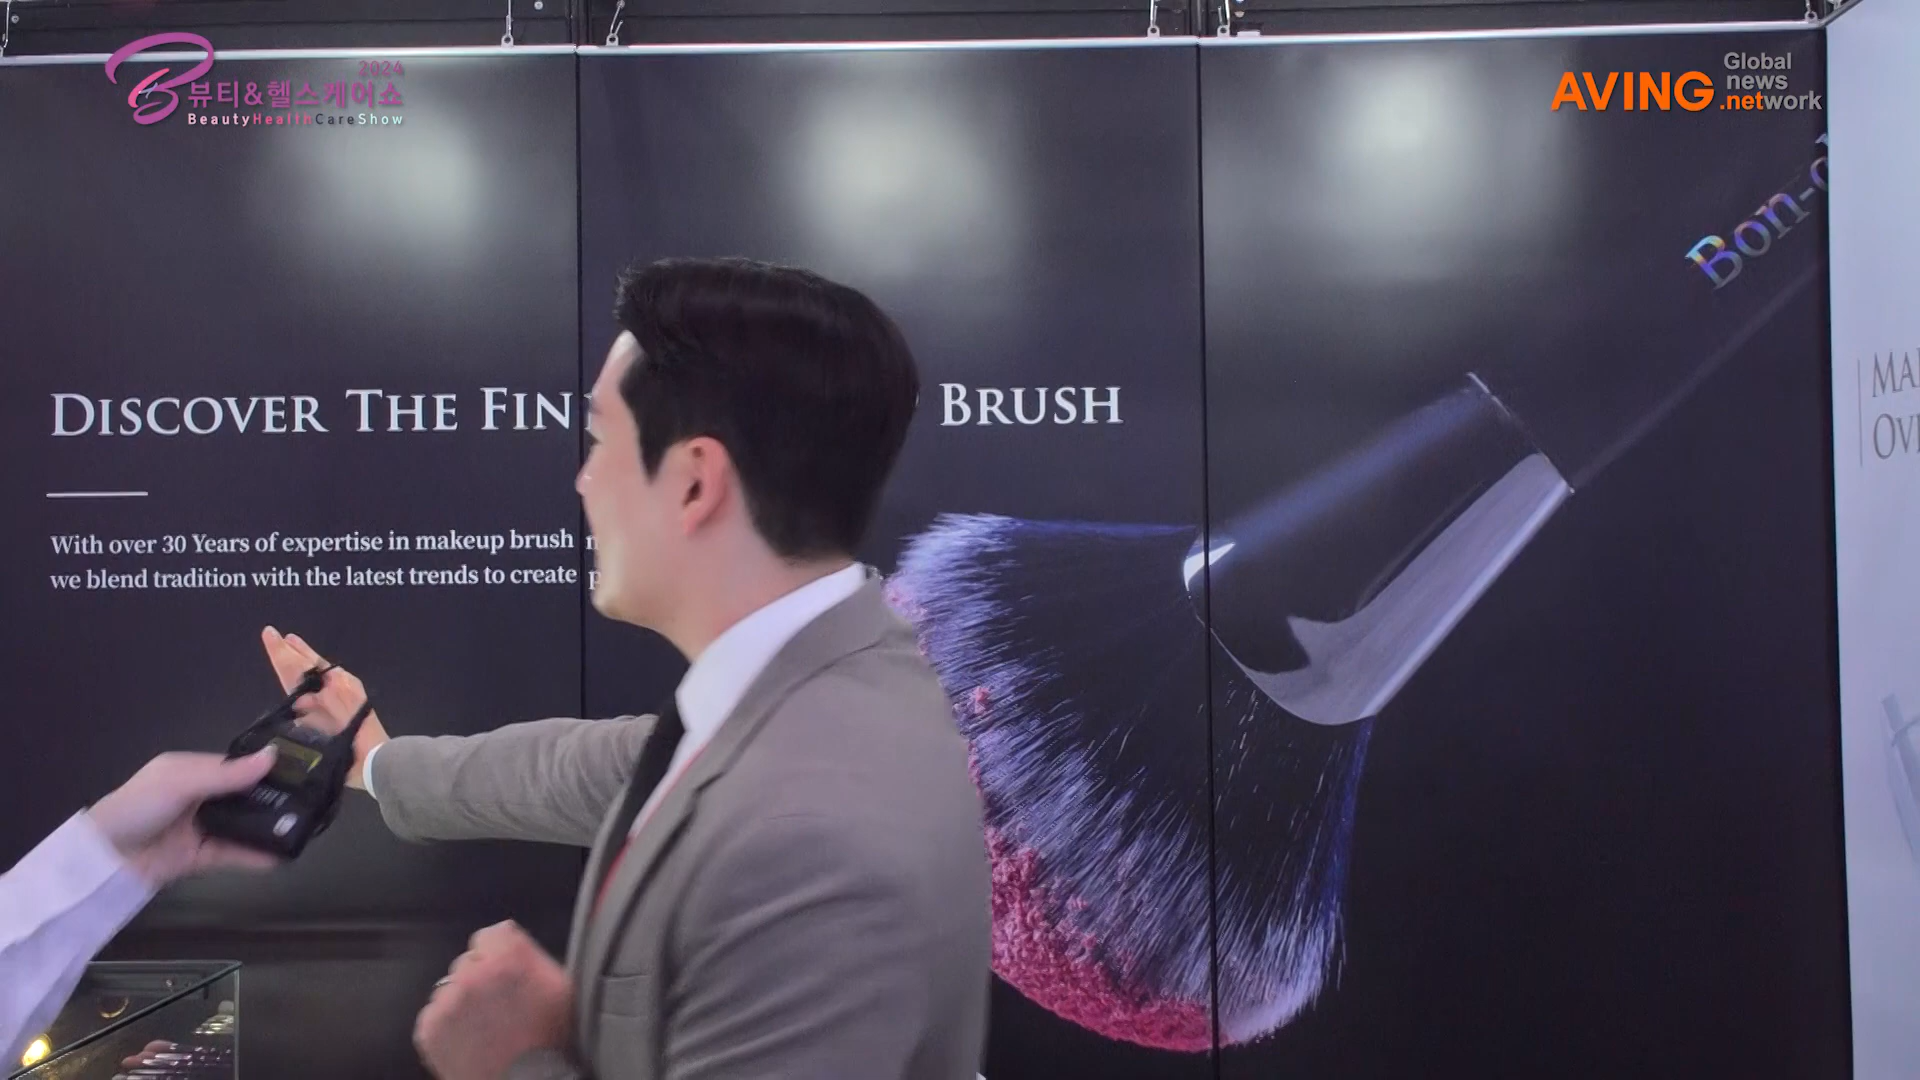 2024
뷰티&헬스케어쇼
BeautyHealthCareShow
AVING
Global
news
.network
Bon-
DISCOVER THE FIN BRUSH
With over 30 Years of expertise in makeup brush
we blend tradition with the latest trends to create